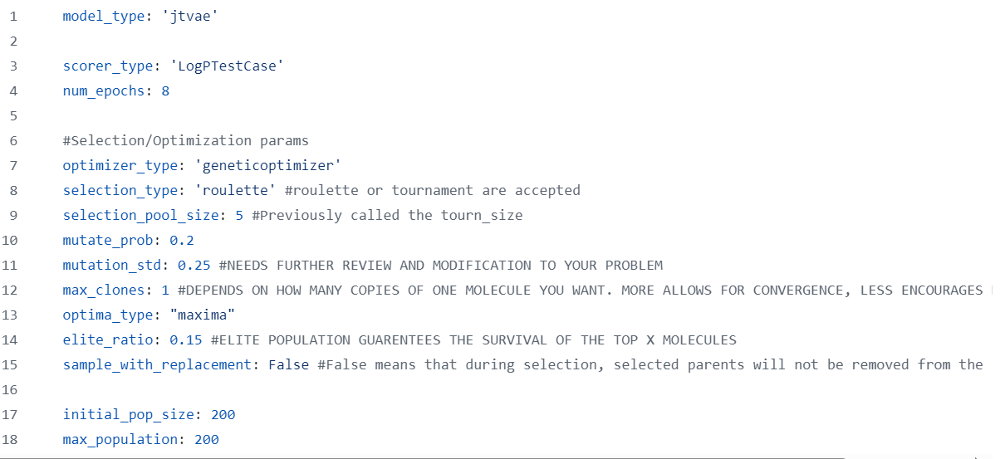 1 model_type: 'jtvae'
2
3 scorer_type: 'LogPTestCase'
4 num_epochs: 8
5
6 #Selection/Optimization params
7 optimizer_type: 'geneticoptimizer'
8 selection_type: 'roulette' #roulette or tournament are accepted
9 selection_pool_size: 5 #Previously called the tourn_size
10 mutate_prob: 0.2
11 mutation_std: 0.25 #NEEDS FURTHER REVIEW AND MODIFICATION TO YOUR PROBLEM
12 max_clones: 1 #DEPENDS ON HOW MANY COPIES OF ONE MOLECULE YOU WANT. MORE ALLOWS FOR CONVERGENCE, LESS ENCOURAGES
13 optima_type: "maxima"
14 elite_ratio: 0.15 #ELITE POPULATION GUARENTEES THE SURVIVAL OF THE TOP X MOLECULES
15 sample_with_replacement: False #False means that during selection, selected parents will not be removed from the
16
17 initial_pop_size: 200
18 max_population: 200